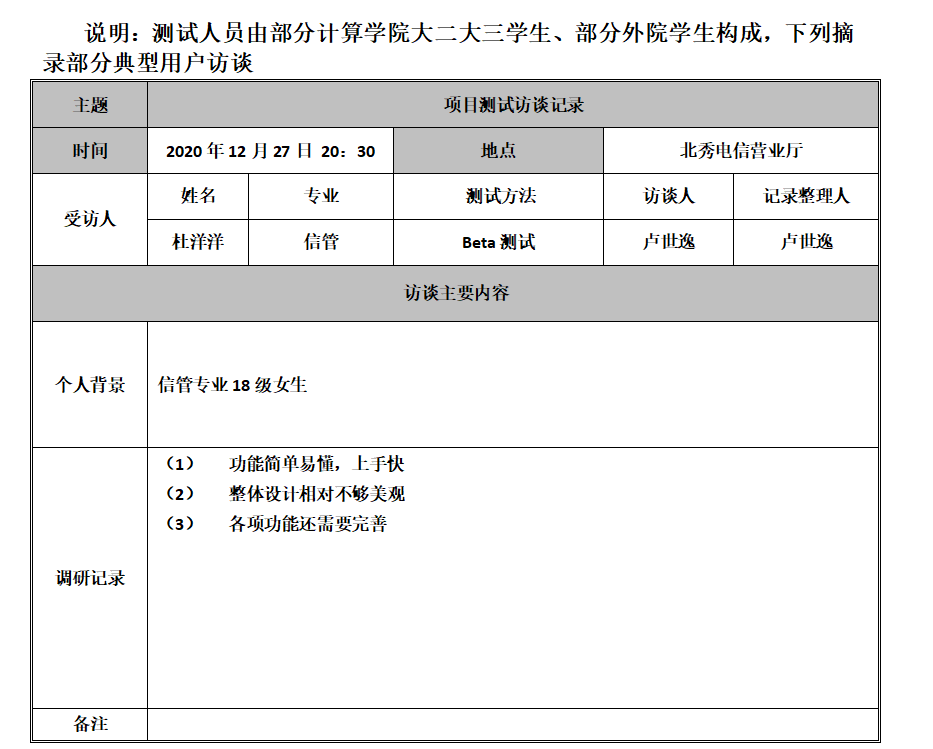 说明：测试人员由部分计算学院大二大三学生、部分外院学生构成，下列摘
录部分典型用户访谈
主题 项目测试访谈记录
时间 2020 年 12 月 27 日 20：30 地点 北秀电信营业厅
受访人 姓名 专业 测试方法 访谈人 记录整理人
杜洋洋 信管 Beta 测试 卢世逸 卢世逸
访谈主要内容
个人背景 信管专业 18 级女生
调研记录
（1） 功能简单易懂，上手快
（2） 整体设计相对不够美观
（3） 各项功能还需要完善
备注